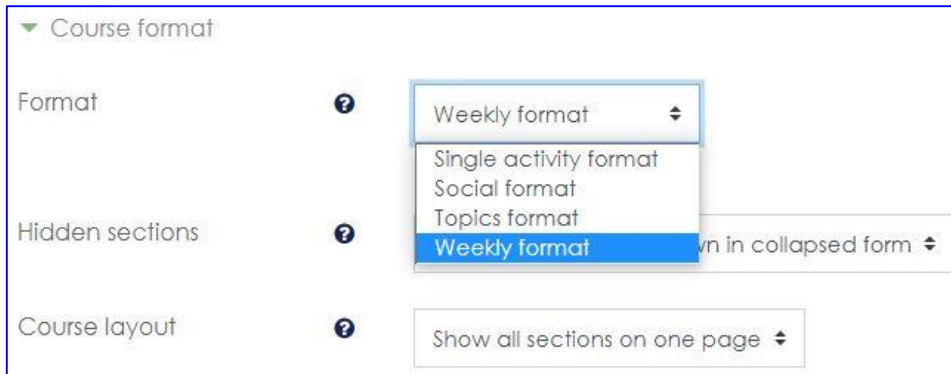 Course format
Format
Weekly format
Single activity format
Social format
Topics format
Weekly format
Hidden sections
in collapsed form
Course layout
Show all sections on one page